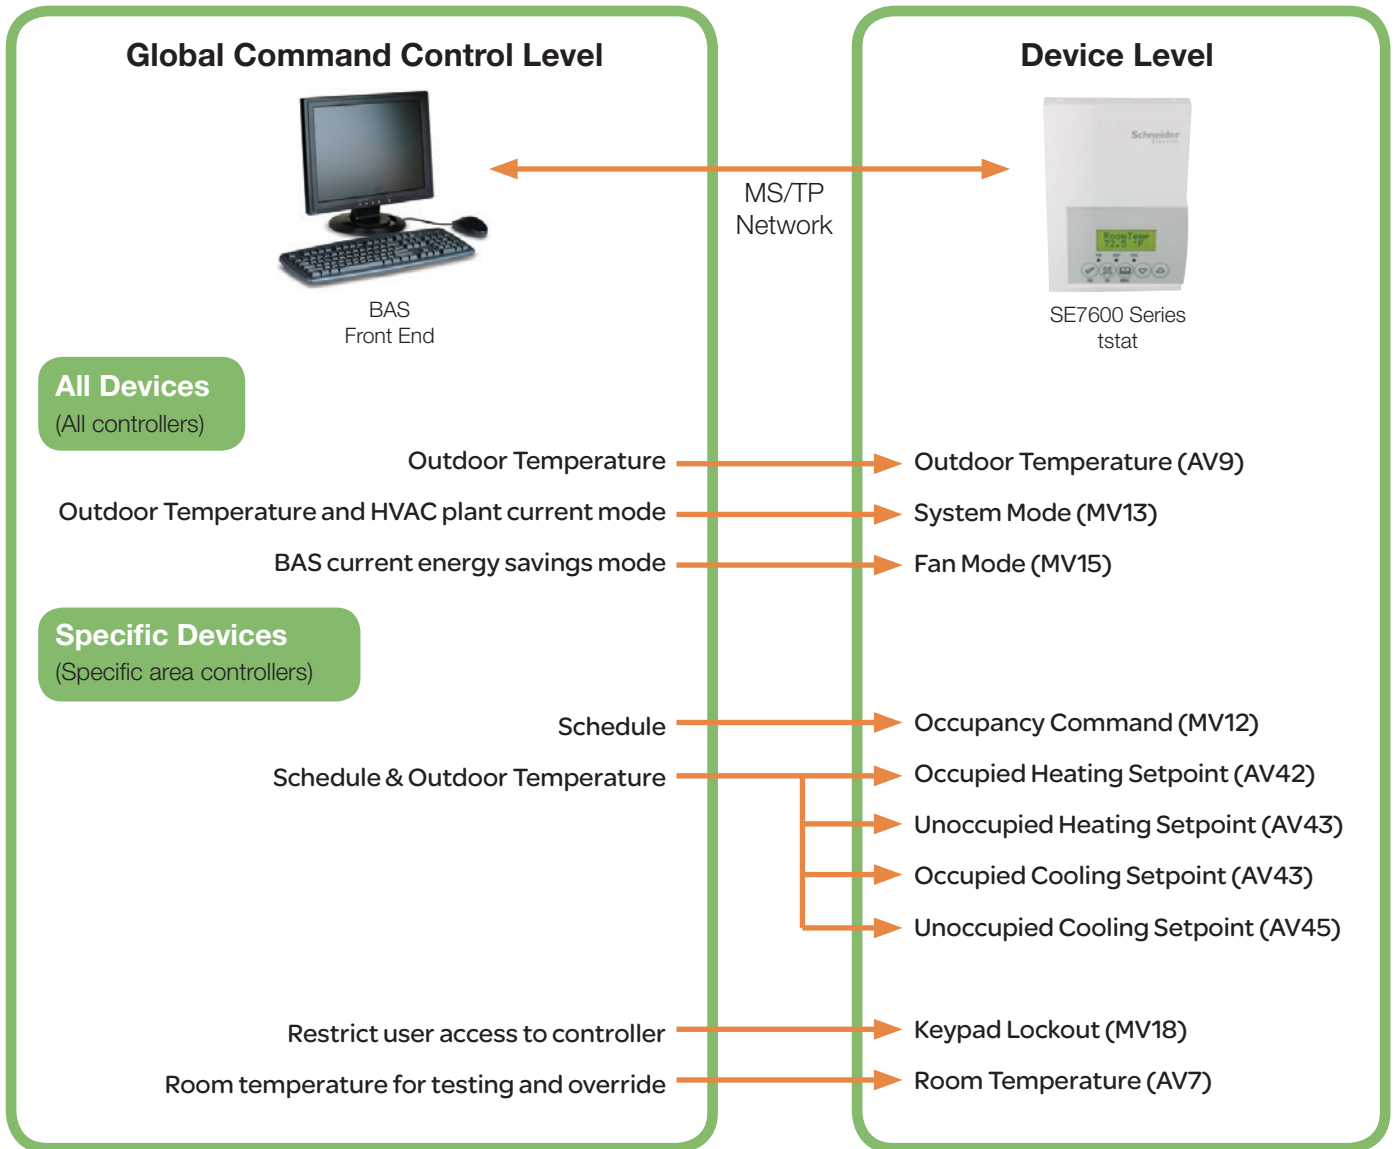 Global Command Control Level
Device Level
Schneider
Electric
RoomTemp
72.5 °F
MS/TP
Network
BAS
Front End
SE7600 Series
tstat
All Devices
(All controllers)
Outdoor Temperature
Outdoor Temperature (AV9)
Outdoor Temperature and HVAC plant current mode
System Mode (MV13)
BAS current energy savings mode
Fan Mode (MV15)
Specific Devices
(Specific area controllers)
Schedule
Occupancy Command (MV12)
Schedule & Outdoor Temperature
Occupied Heating Setpoint (AV42)
Unoccupied Heating Setpoint (AV43)
Occupied Cooling Setpoint (AV43)
Unoccupied Cooling Setpoint (AV45)
Restrict user access to controller
Keypad Lockout (MV18)
Room temperature for testing and override
Room Temperature (AV7)